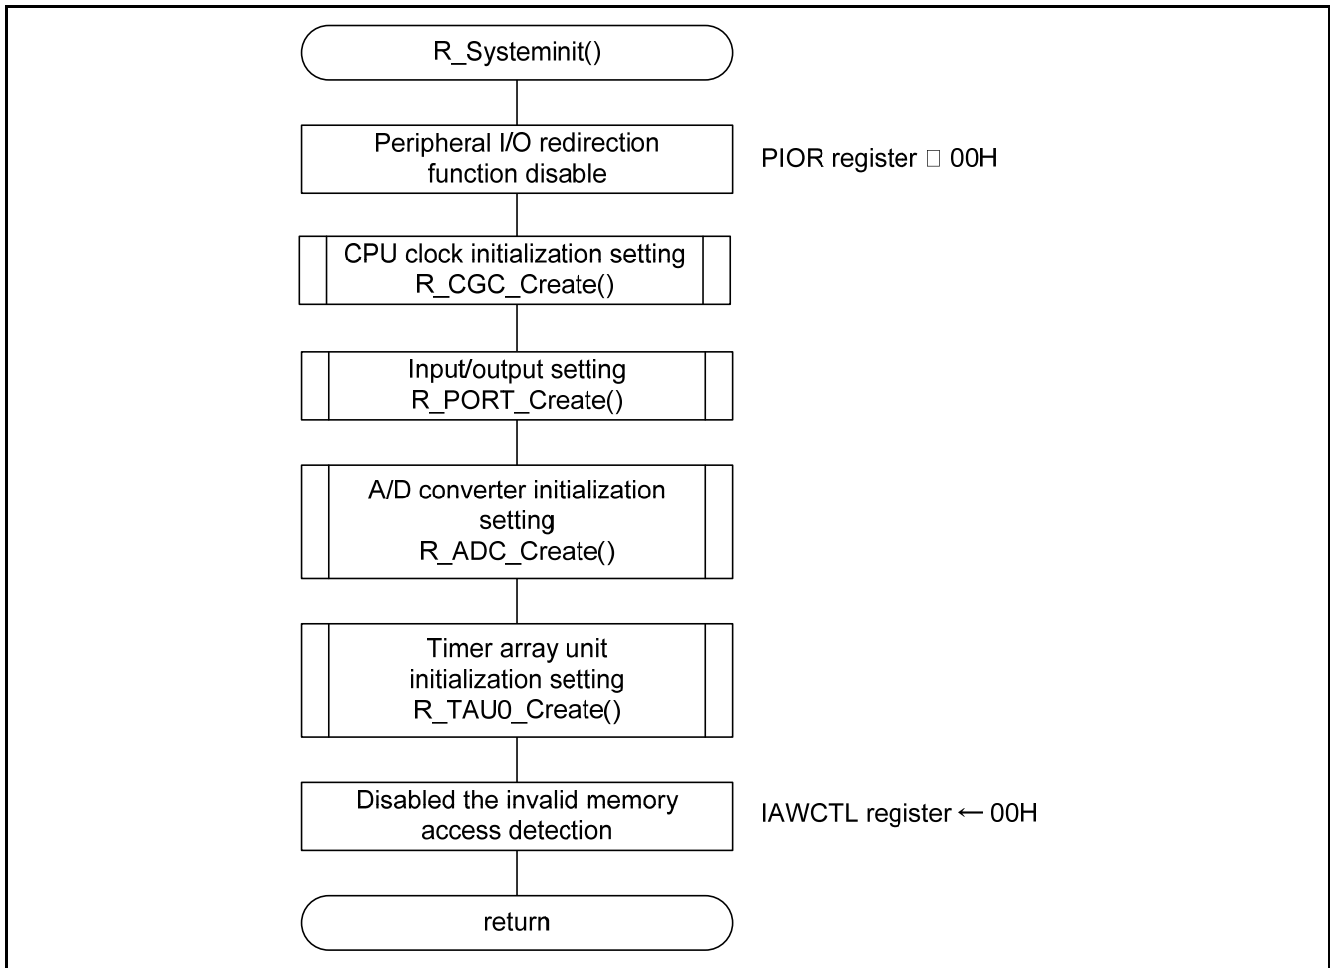 R_Systeminit()
Peripheral I/O redirection
function disable
PIOR register □ 00H
CPU clock initialization setting
R_CGC_Create()
Input/output setting
R_PORT_Create()
A/D converter initialization
setting
R_ADC_Create()
Timer array unit
initialization setting
R_TAU0_Create()
Disabled the invalid memory
access detection
IAWCTL register ← 00H
return